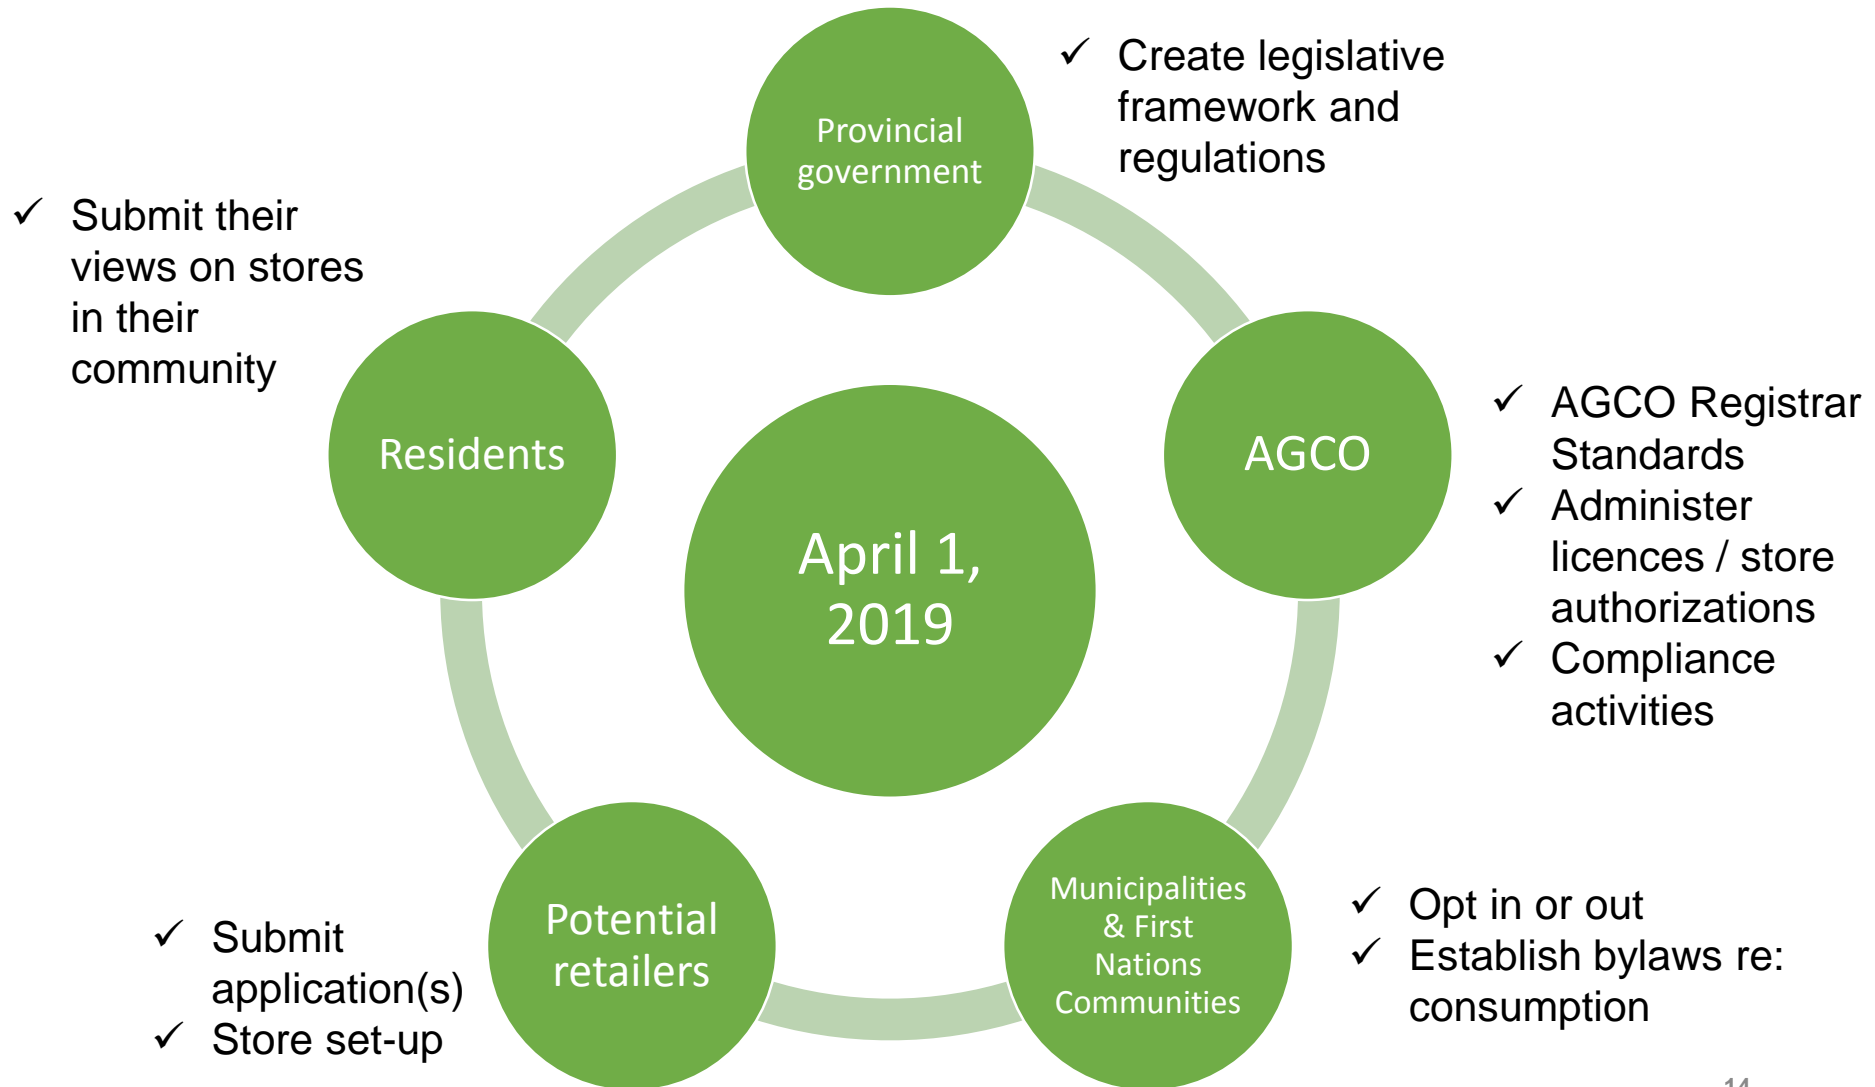 Provincial
government
✓ Create legislative
framework and
regulations
✓ Submit their
views on stores
in their
community
Residents
AGCO
✓ AGCO Registrar
Standards
✓ Administer
licences / store
authorizations
✓ Compliance
activities
April 1,
2019
Potential
retailers
✓ Submit
application(s)
✓ Store set-up
Municipalities
& First
Nations
Communities
✓ Opt in or out
✓ Establish bylaws re:
consumption
14